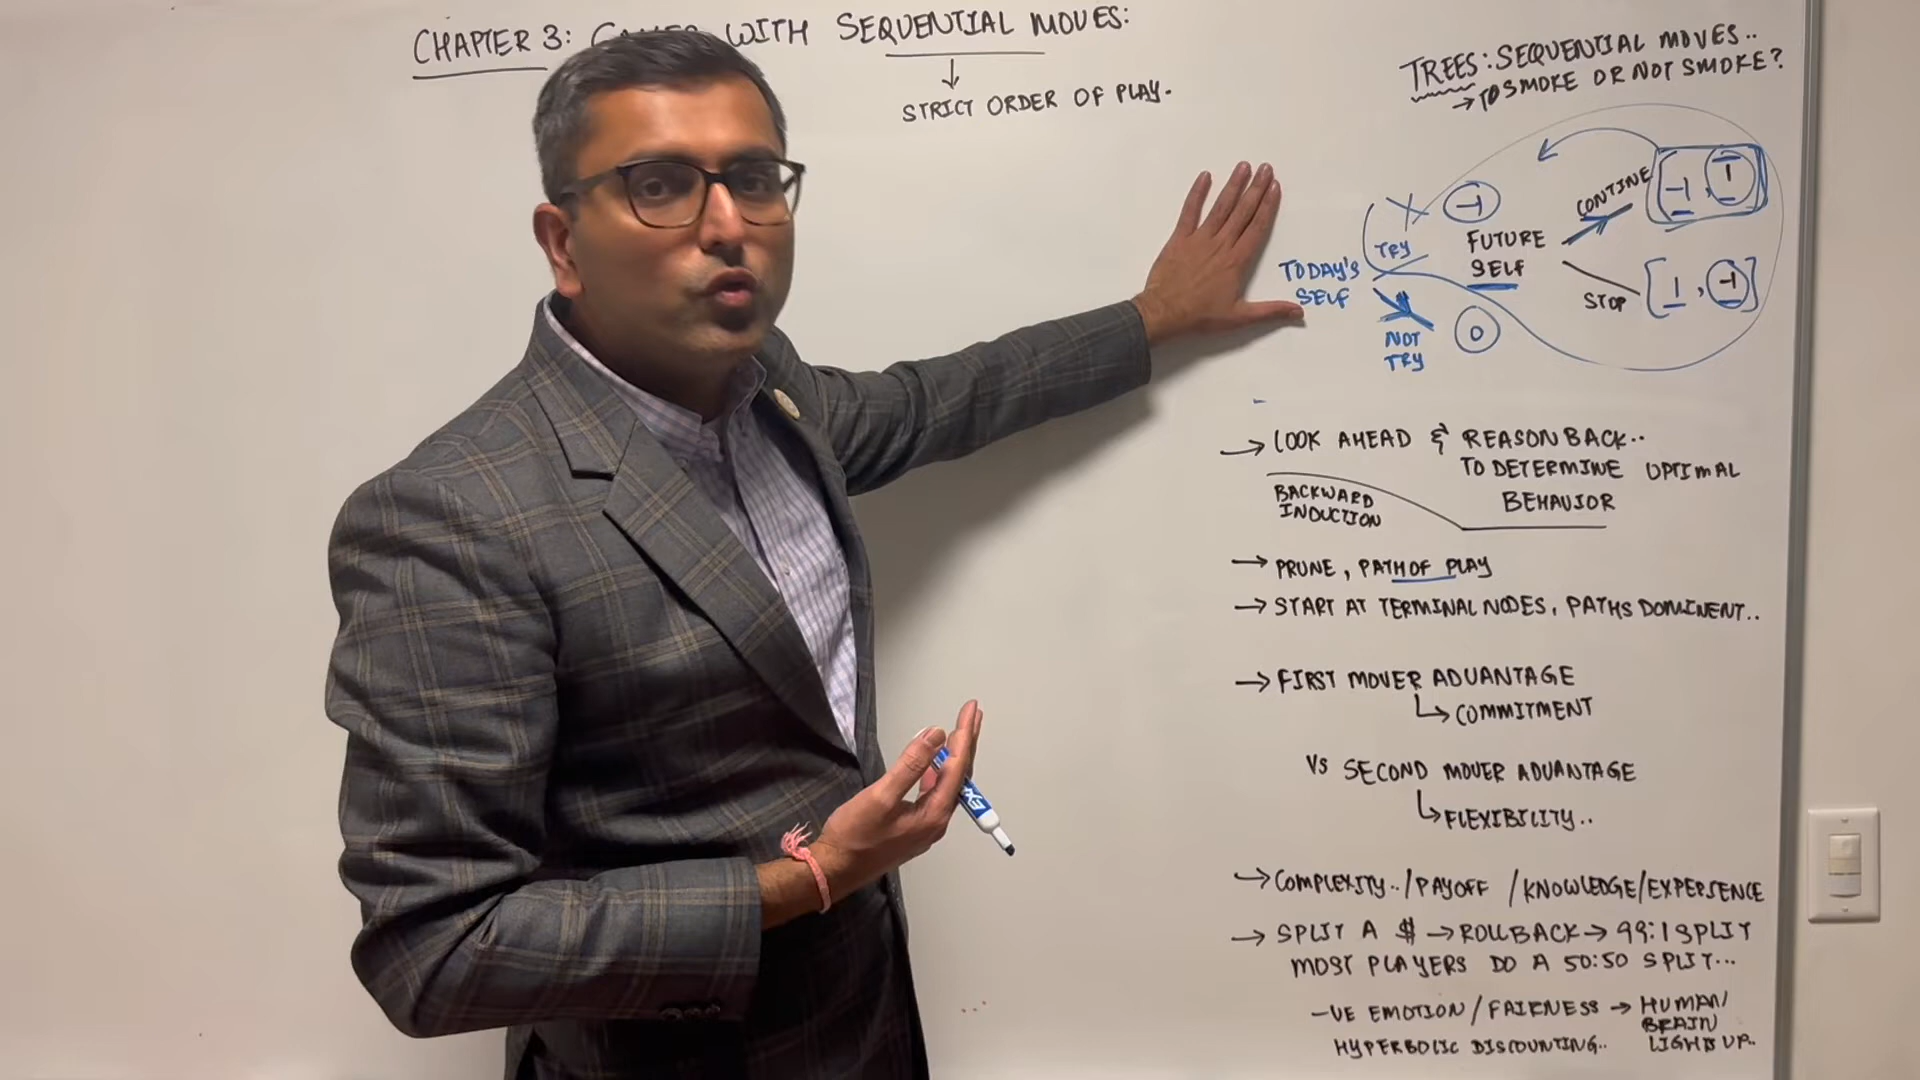 CHAPTER 3: WITH SEQUENTIAL MOVES:
STRICT ORDER OF PLAY.
TREES: SEQUENTIAL MOVES..
→ TO SMOKE OR NOT SMOKE?
TODAY'S SELF
TRY
NOT TRY
-1
0
FUTURE SELF
CONTINE
STOP
(-1, 1)
[1, -1]
→ LOOK AHEAD & REASON BACK..
TO DETERMINE OPTIMAL
BEHAVIOR
BACKWARD
INDUCTION
→ PRUNE, PATH OF PLAY
→ START AT TERMINAL NODES, PATHS DOMINENT..
→ FIRST MOVER ADVANTAGE
↳ COMMITMENT
VS SECOND MOVER ADVANTAGE
↳ FLEXIBILITY..
→ COMPLEXITY../PAYOFF /KNOWLEDGE/EXPERIENCE
→ SPLIT A $ → ROLLBACK → 99:1 SPLIT
MOST PLAYERS DO A 50:50 SPLIT...
-VE EMOTION/FAIRNESS → HUMAN/
BRAIN
HYPERBOLIC DISCOUNTING.. LIGHTS UP..